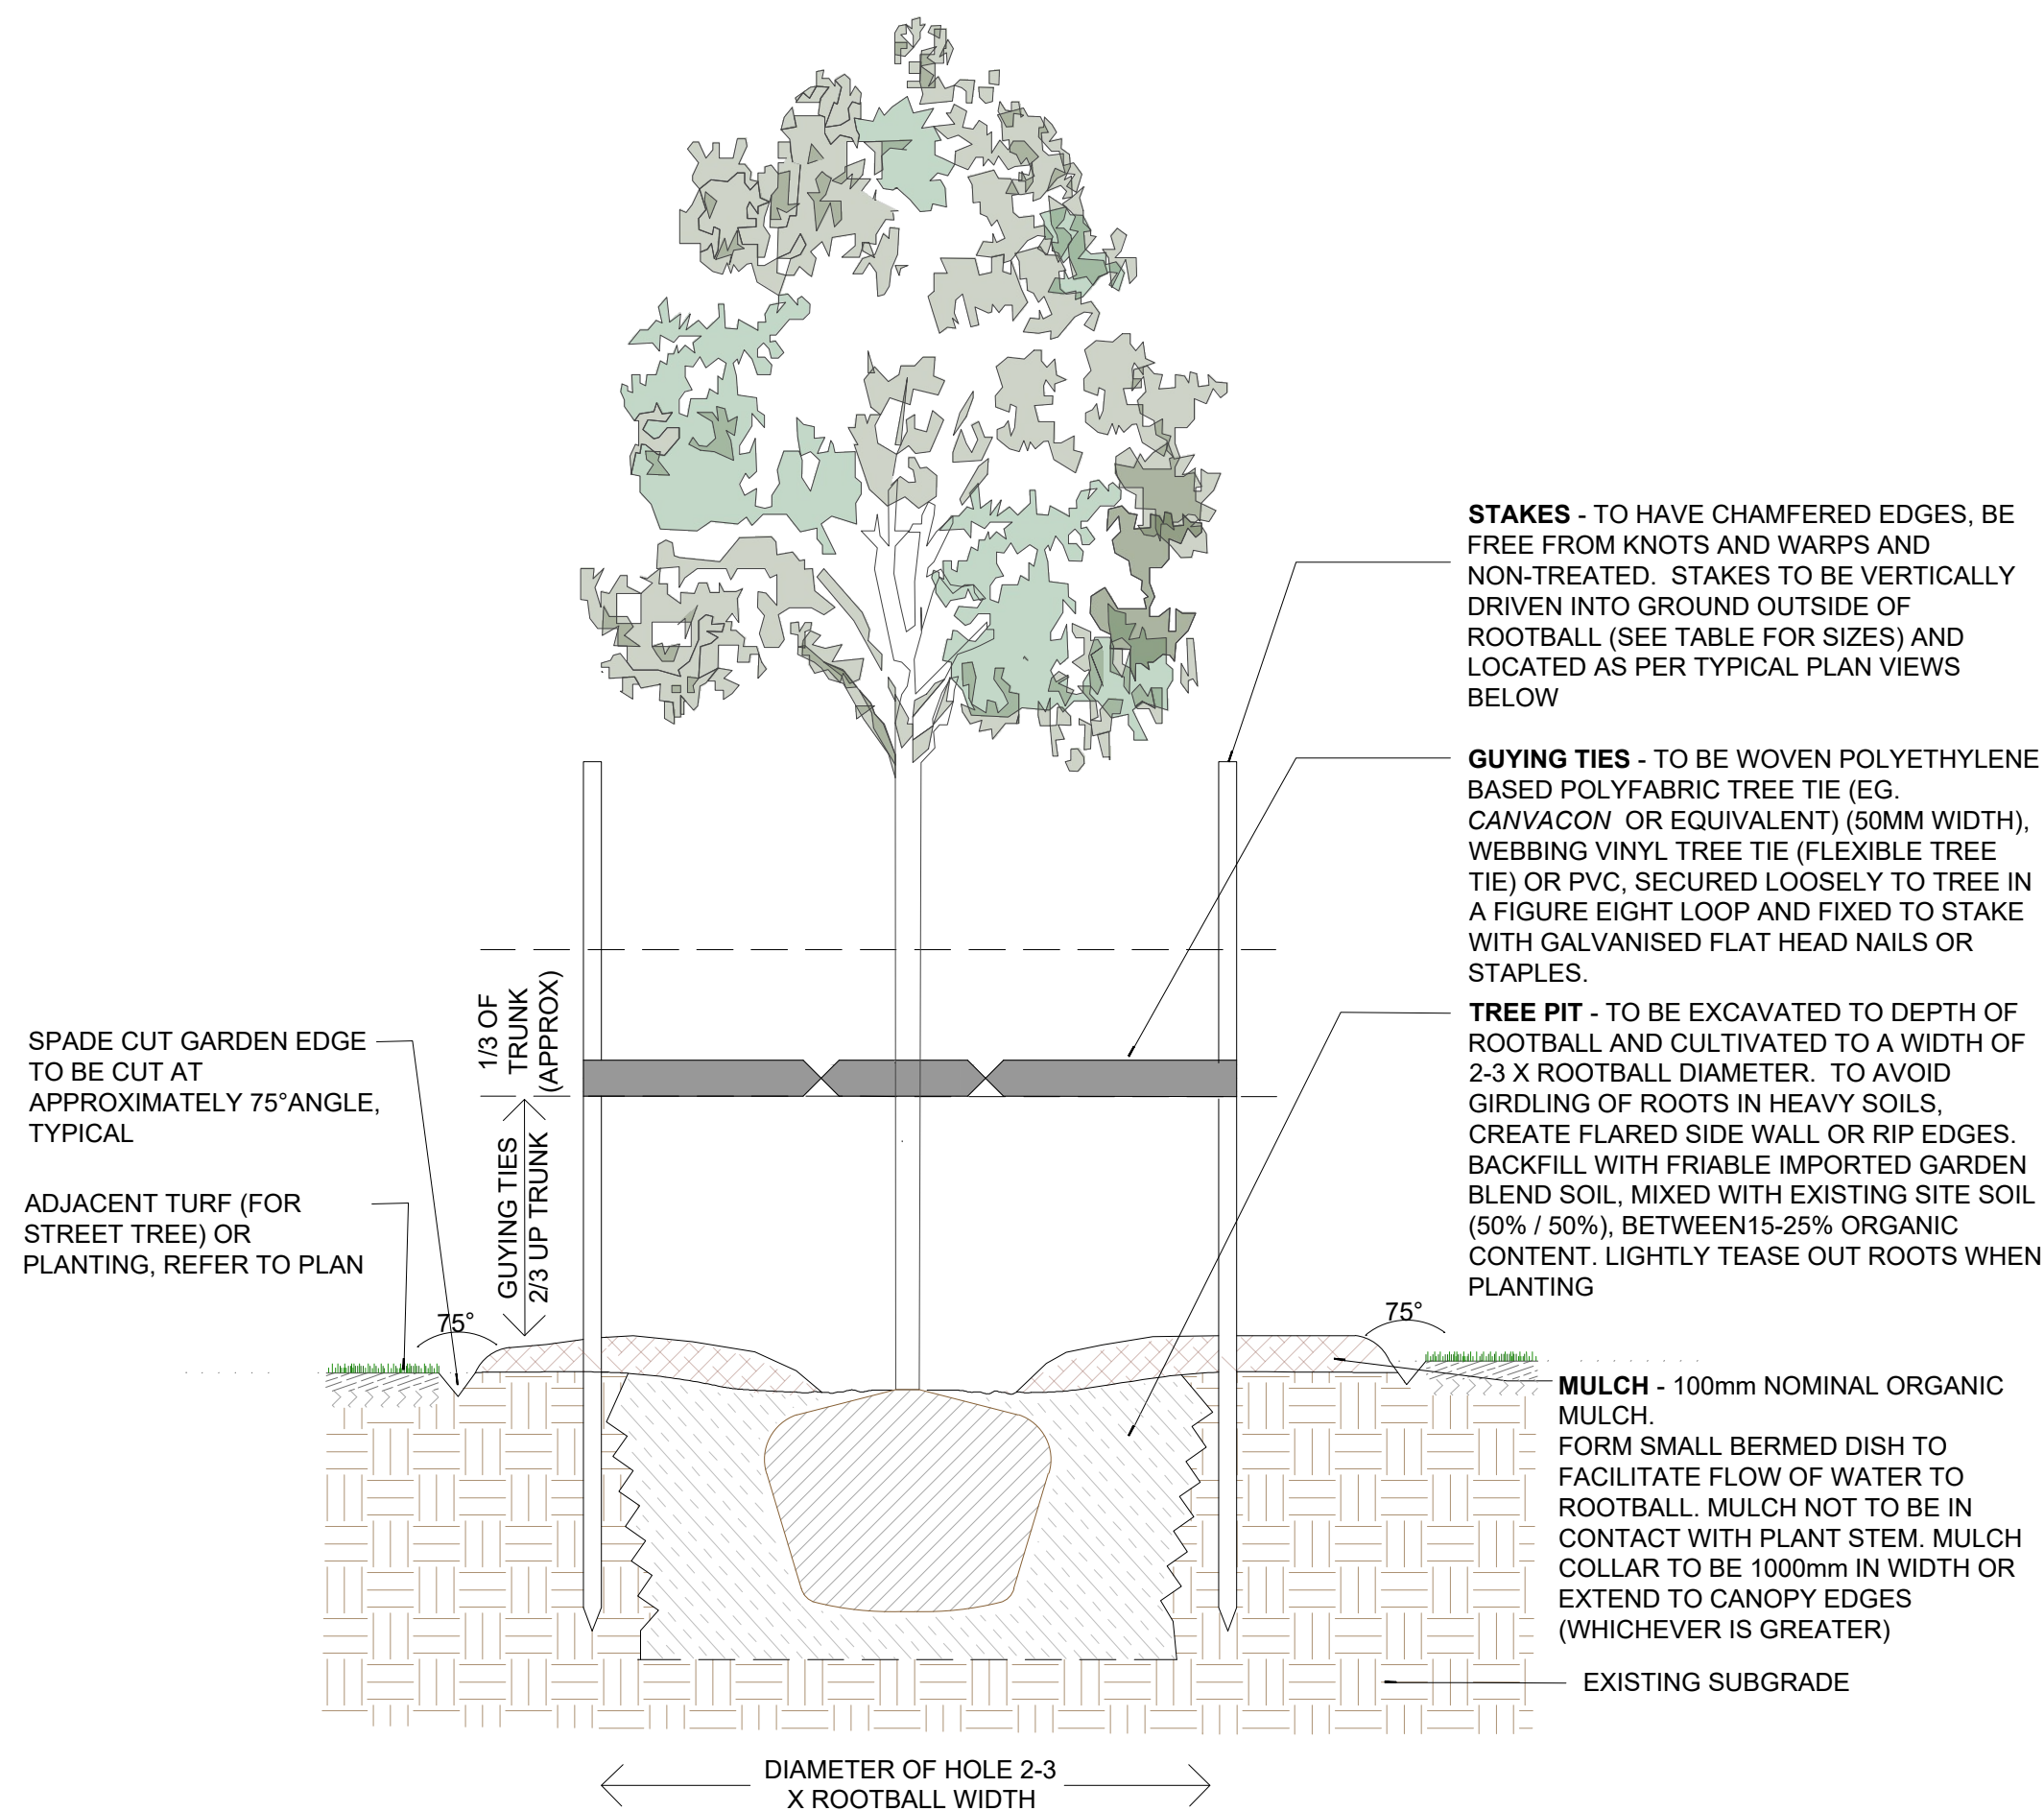 STAKES - TO HAVE CHAMFERED EDGES, BE
FREE FROM KNOTS AND WARPS AND
NON-TREATED. STAKES TO BE VERTICALLY
DRIVEN INTO GROUND OUTSIDE OF
ROOTBALL (SEE TABLE FOR SIZES) AND
LOCATED AS PER TYPICAL PLAN VIEWS
BELOW
GUYING TIES - TO BE WOVEN POLYETHYLENE
BASED POLYFABRIC TREE TIE (EG.
CANVACON OR EQUIVALENT) (50MM WIDTH),
WEBBING VINYL TREE TIE (FLEXIBLE TREE
TIE) OR PVC, SECURED LOOSELY TO TREE IN
A FIGURE EIGHT LOOP AND FIXED TO STAKE
WITH GALVANISED FLAT HEAD NAILS OR
STAPLES.
TREE PIT - TO BE EXCAVATED TO DEPTH OF
ROOTBALL AND CULTIVATED TO A WIDTH OF
2-3 X ROOTBALL DIAMETER. TO AVOID
GIRDLING OF ROOTS IN HEAVY SOILS,
CREATE FLARED SIDE WALL OR RIP EDGES.
BACKFILL WITH FRIABLE IMPORTED GARDEN
BLEND SOIL, MIXED WITH EXISTING SITE SOIL
(50% / 50%), BETWEEN15-25% ORGANIC
CONTENT. LIGHTLY TEASE OUT ROOTS WHEN
PLANTING
1/3 OF
TRUNK
(APPROX)
SPADE CUT GARDEN EDGE
TO BE CUT AT
APPROXIMATELY 75°ANGLE,
TYPICAL
GUYING TIES
2/3 UP TRUNK
ADJACENT TURF (FOR
STREET TREE) OR
PLANTING, REFER TO PLAN
75°
75°
MULCH - 100mm NOMINAL ORGANIC
MULCH.
FORM SMALL BERMED DISH TO
FACILITATE FLOW OF WATER TO
ROOTBALL. MULCH NOT TO BE IN
CONTACT WITH PLANT STEM. MULCH
COLLAR TO BE 1000mm IN WIDTH OR
EXTEND TO CANOPY EDGES
(WHICHEVER IS GREATER)
EXISTING SUBGRADE
DIAMETER OF HOLE 2-3
X ROOTBALL WIDTH